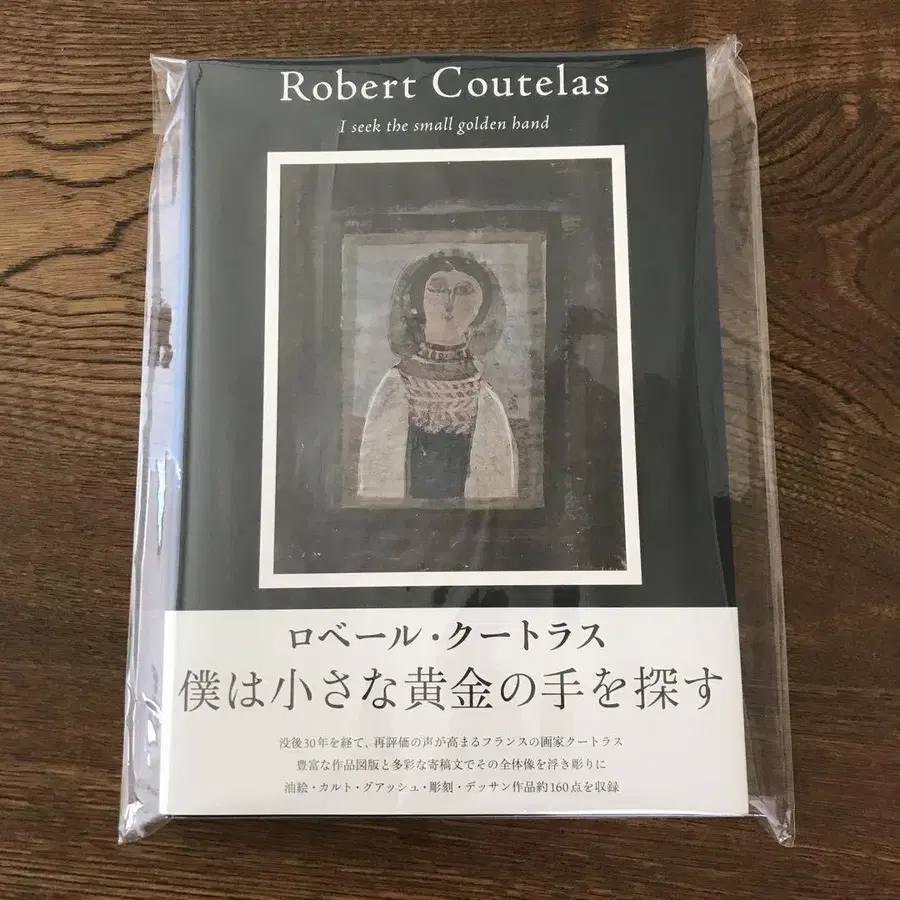 Robert Coutelas
I seek the small golden hand
ロベール・クートラス
僕は小さな黄金の手を探す
没後30年を経て、再評価の声が高まるフランスの画家クートラス
豊富な作品図版と多彩な寄稿文でその全体像を浮き彫りに
油絵・カルト・グアッシュ・彫刻・デッサン作品約160点を収録